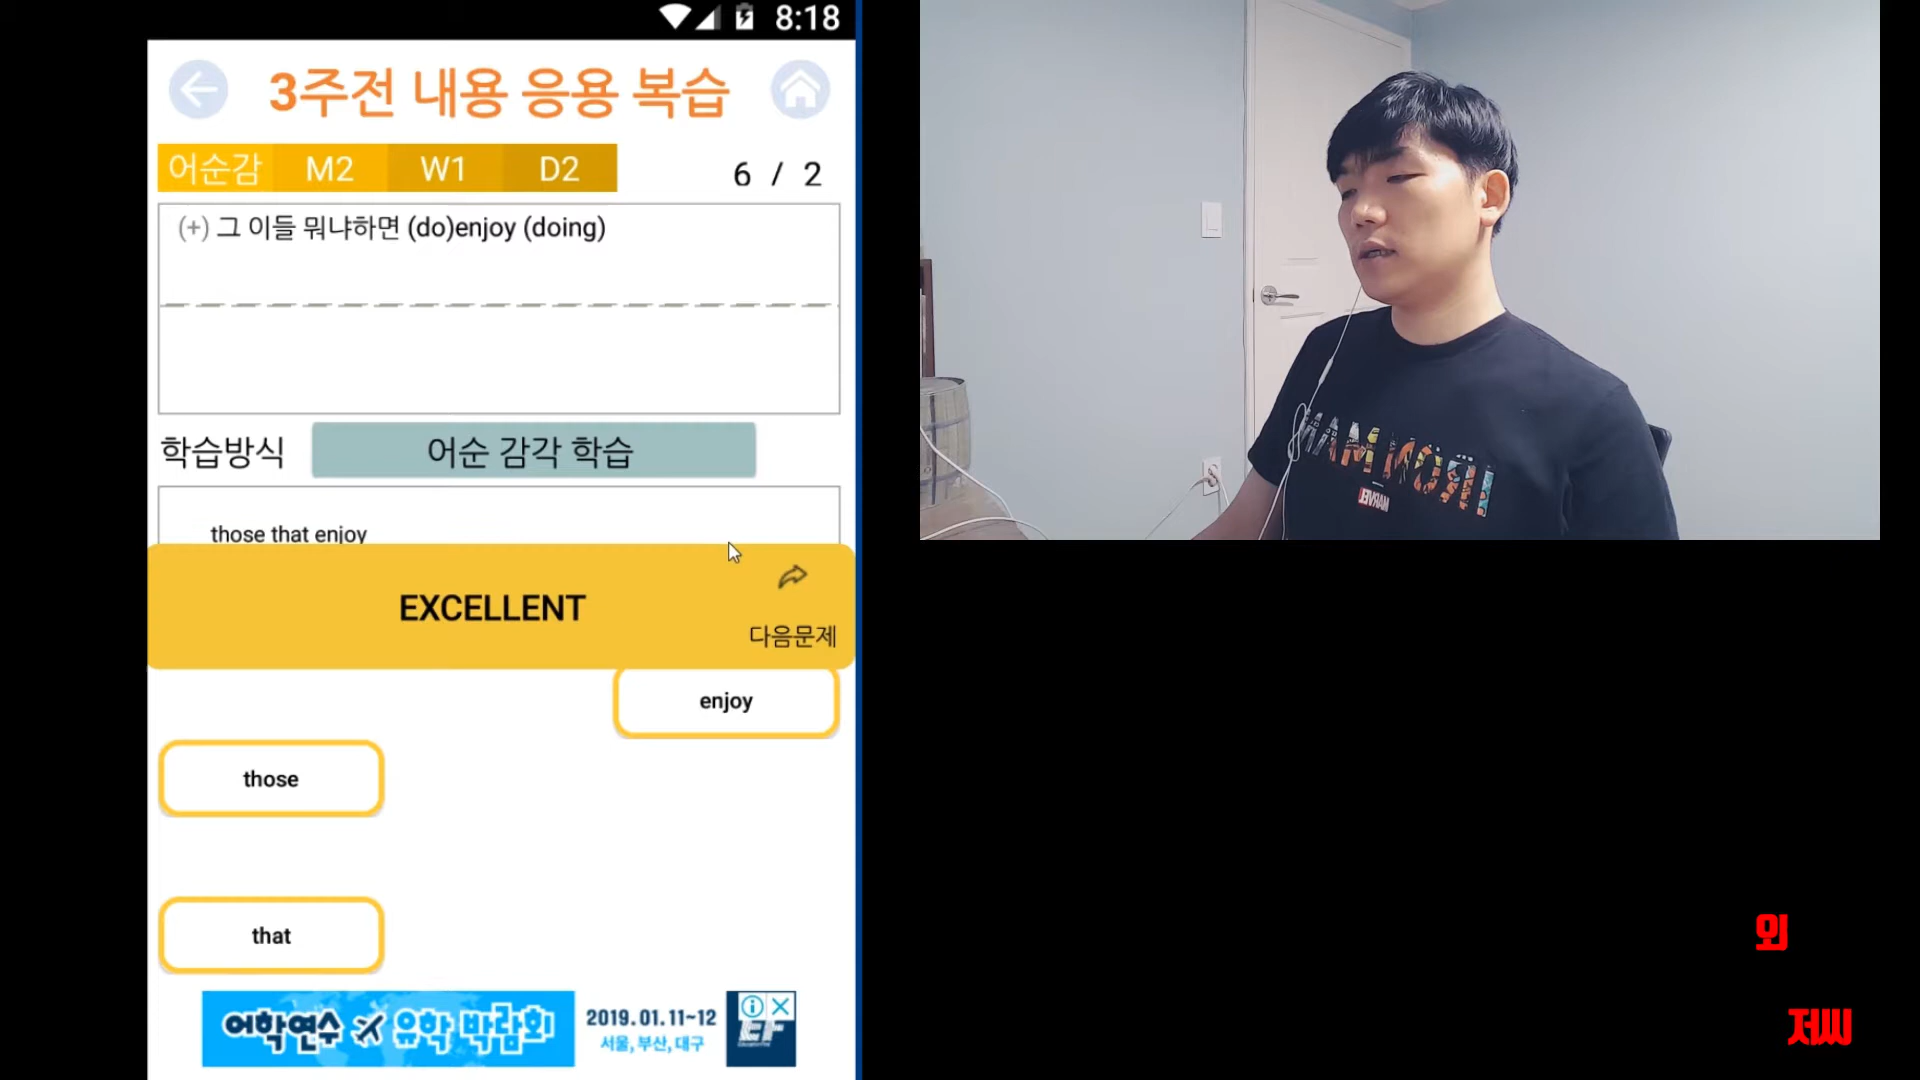 8:18
3주전 내용 응용 복습
어순감 M2 W1 D2
6 / 2
(+) 그 이들 뭐냐하면 (do)enjoy (doing)
학습방식
어순 감각 학습
those that enjoy
EXCELLENT
다음문제
enjoy
those
that
어학연수 유학 박람회
2019.01.11~12
서울, 부산, 대구
EF
MARVEL
외
저씨